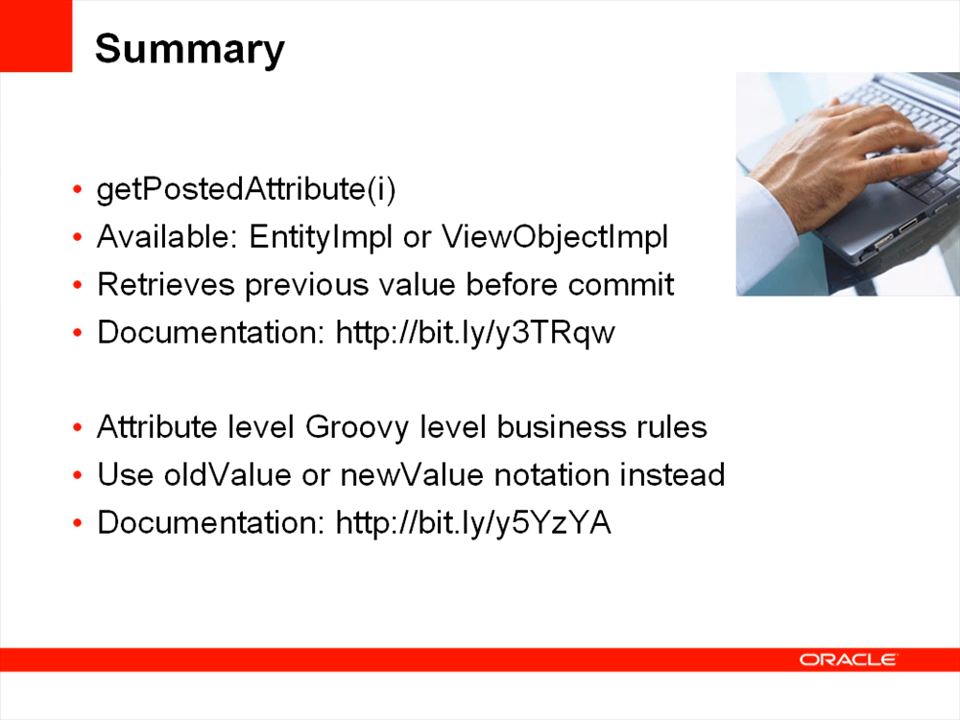 Summary
• getPostedAttribute(i)
• Available: EntityImpl or ViewObjectImpl
• Retrieves previous value before commit
• Documentation: http://bit.ly/y3TRqw
• Attribute level Groovy level business rules
• Use oldValue or newValue notation instead
• Documentation: http://bit.ly/y5YzYA
ORACLE